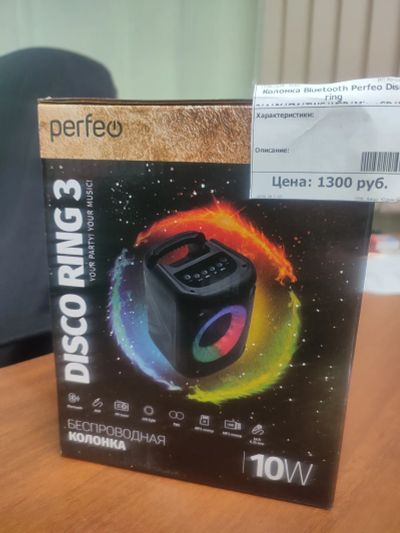 Колонка Bluetooth Perfeo Disc
ring
Характеристики:
Описание:
Цена: 1300 руб.
perfeo
DISCO RING 3
YOUR PARTY! YOUR MUSIC!
БЕСПРОВОДНАЯ
КОЛОНКА
10W